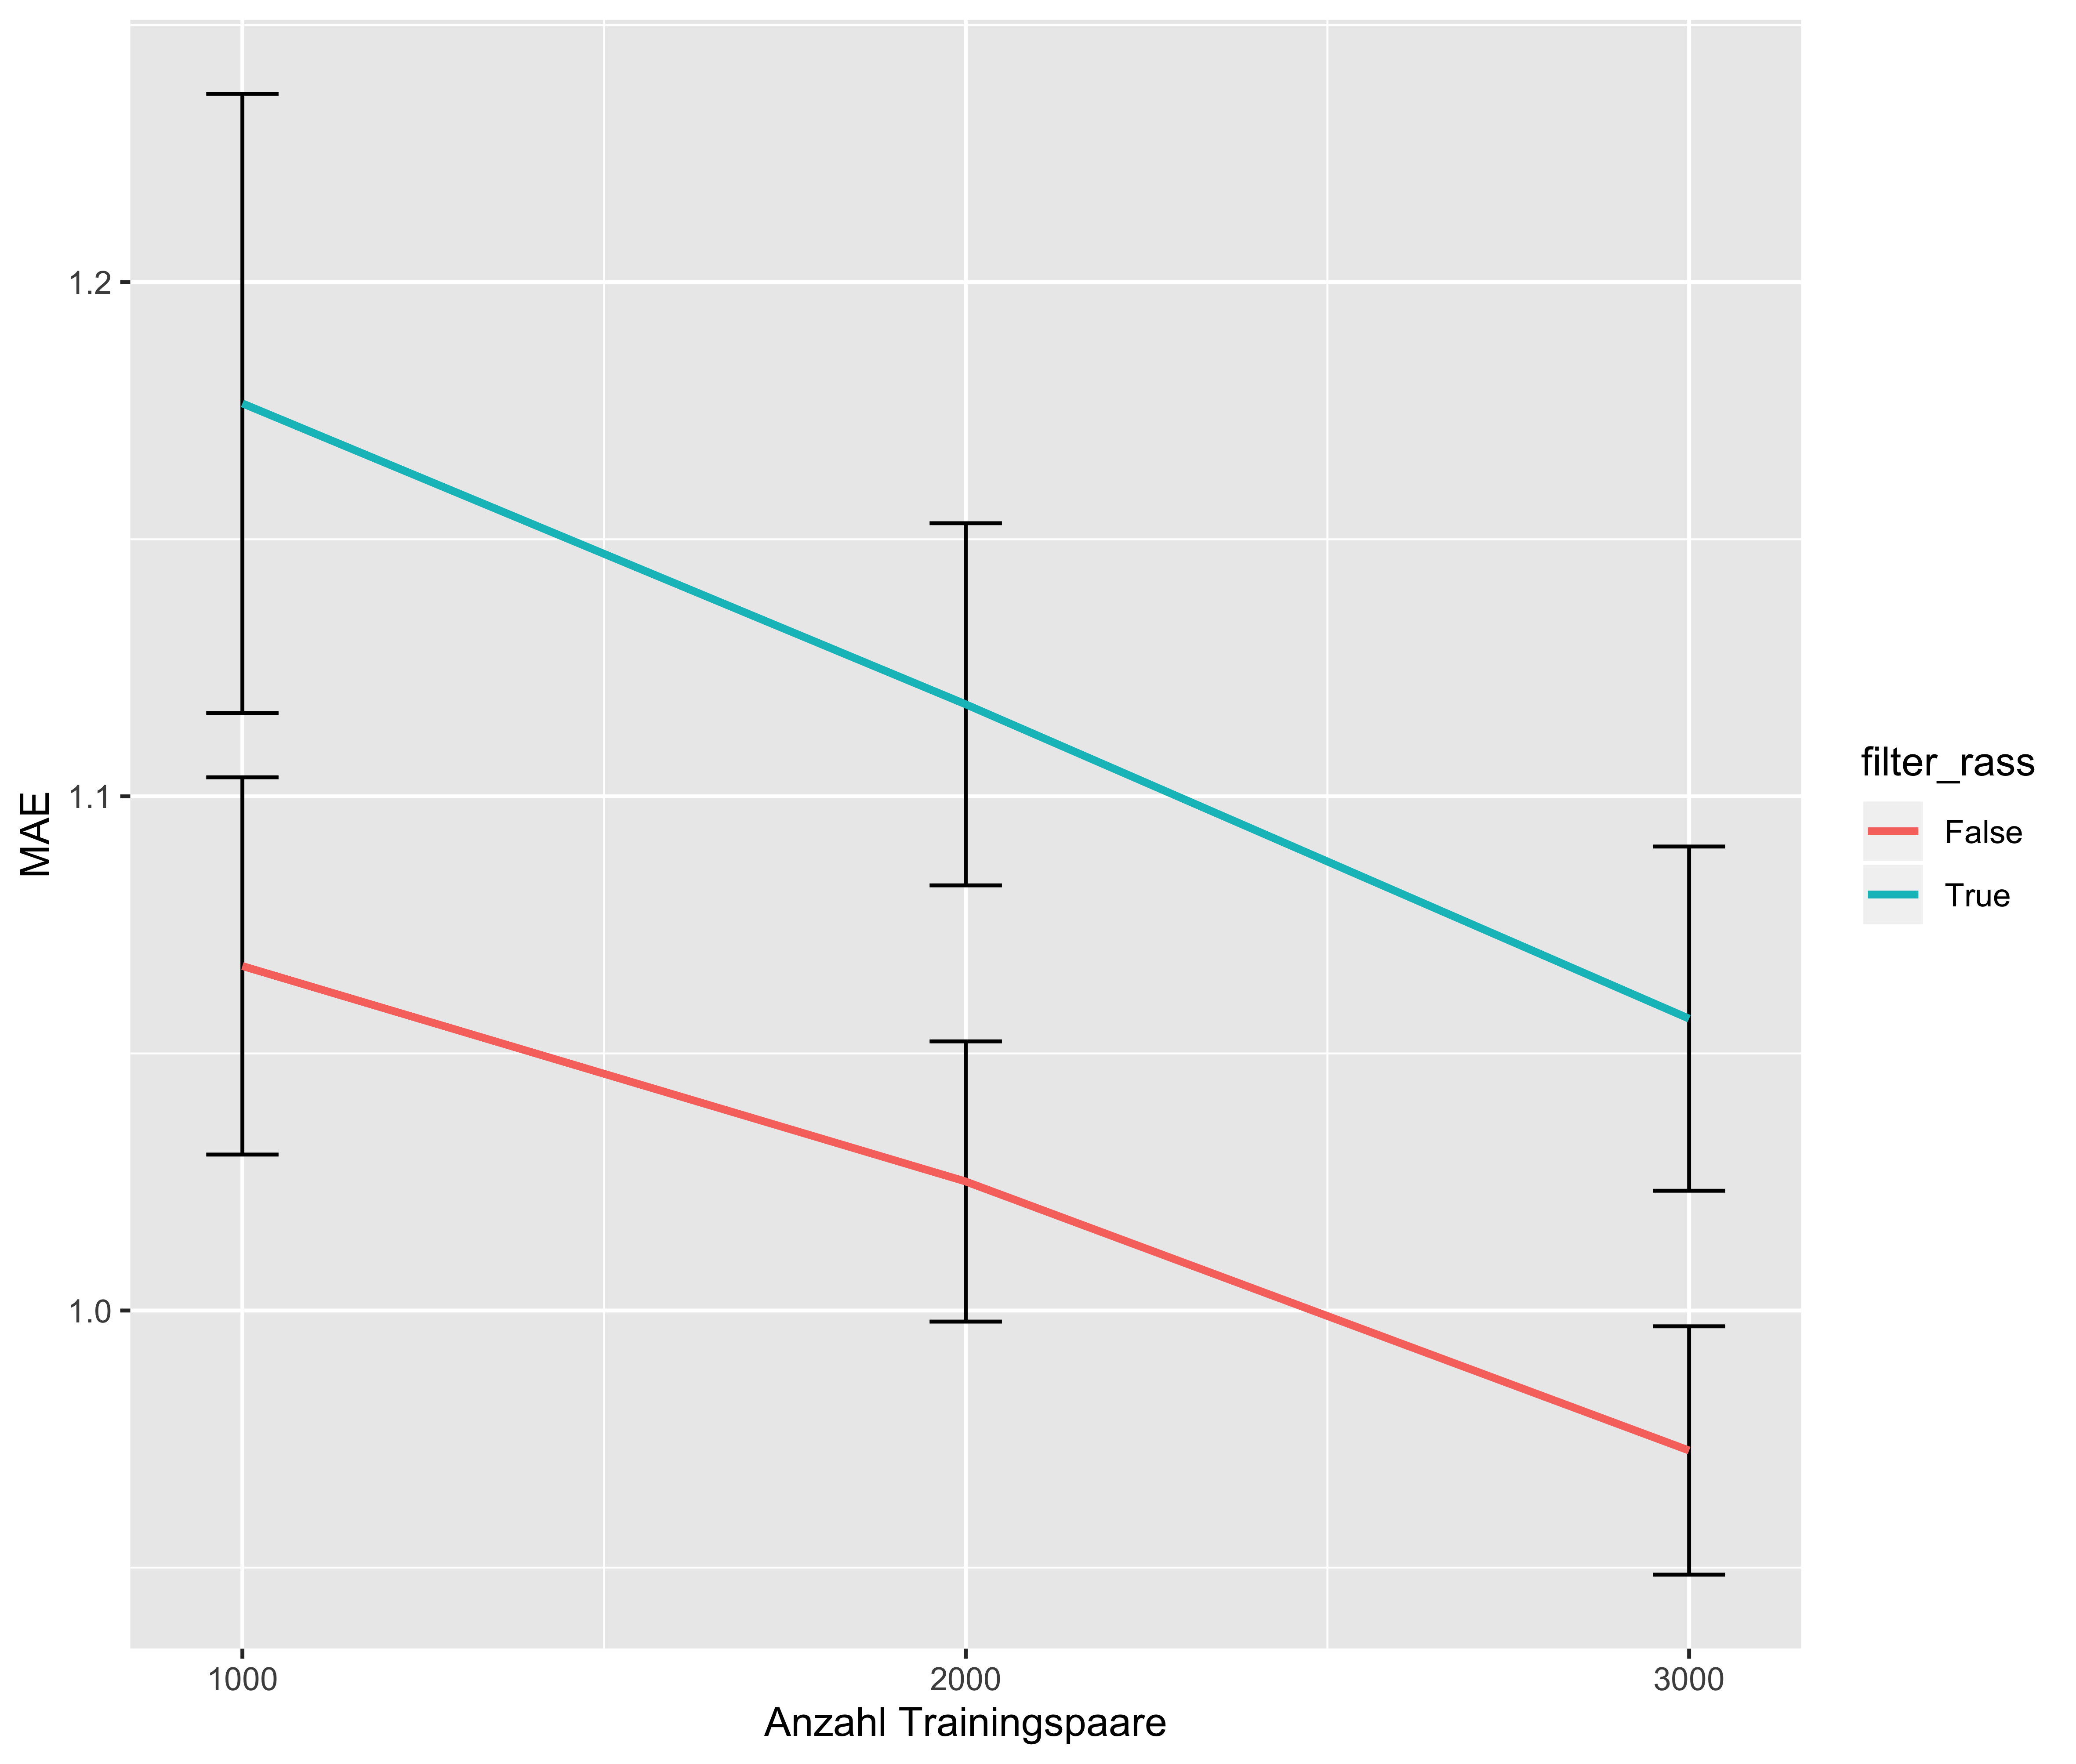 MAE
1.2
1.1
1.0
1000 2000 3000
Anzahl Trainingspaare
filter_rass
False
True